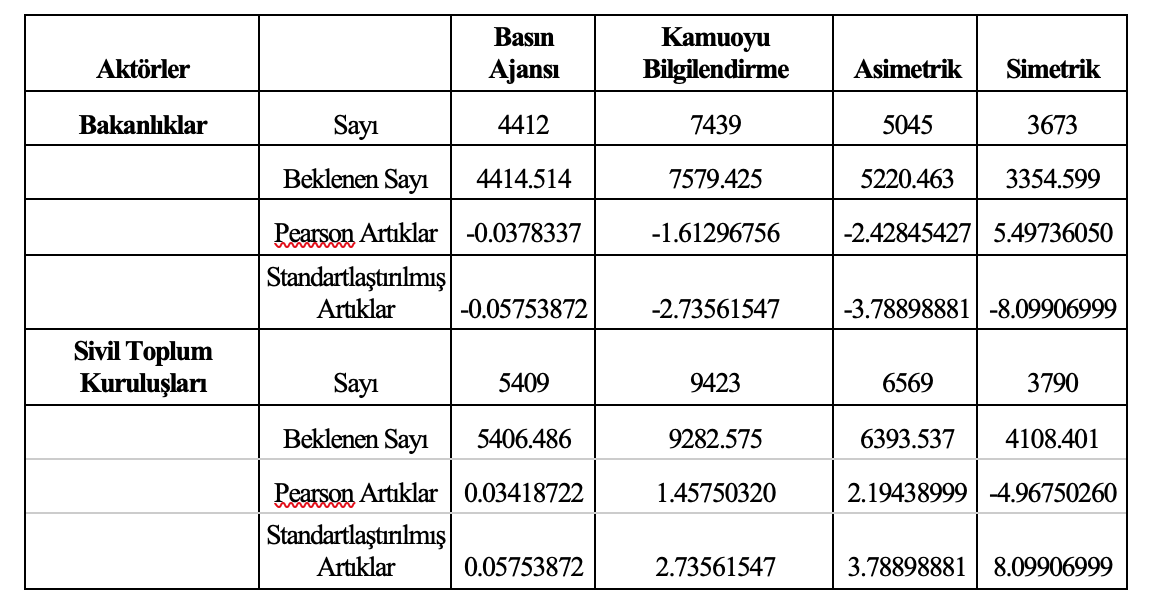 Aktörler Basın Ajansı Kamuoyu Bilgilendirme Asimetrik Simetrik
Bakanlıklar Sayı 4412 7439 5045 3673
Beklenen Sayı 4414.514 7579.425 5220.463 3354.599
Pearson Artıklar -0.0378337 -1.61296756 -2.42845427 5.49736050
Standartlaştırılmış Artıklar -0.05753872 -2.73561547 -3.78898881 -8.09906999
Sivil Toplum Kuruluşları Sayı 5409 9423 6569 3790
Beklenen Sayı 5406.486 9282.575 6393.537 4108.401
Pearson Artıklar 0.03418722 1.45750320 2.19438999 -4.96750260
Standartlaştırılmış Artıklar 0.05753872 2.73561547 3.78898881 8.09906999